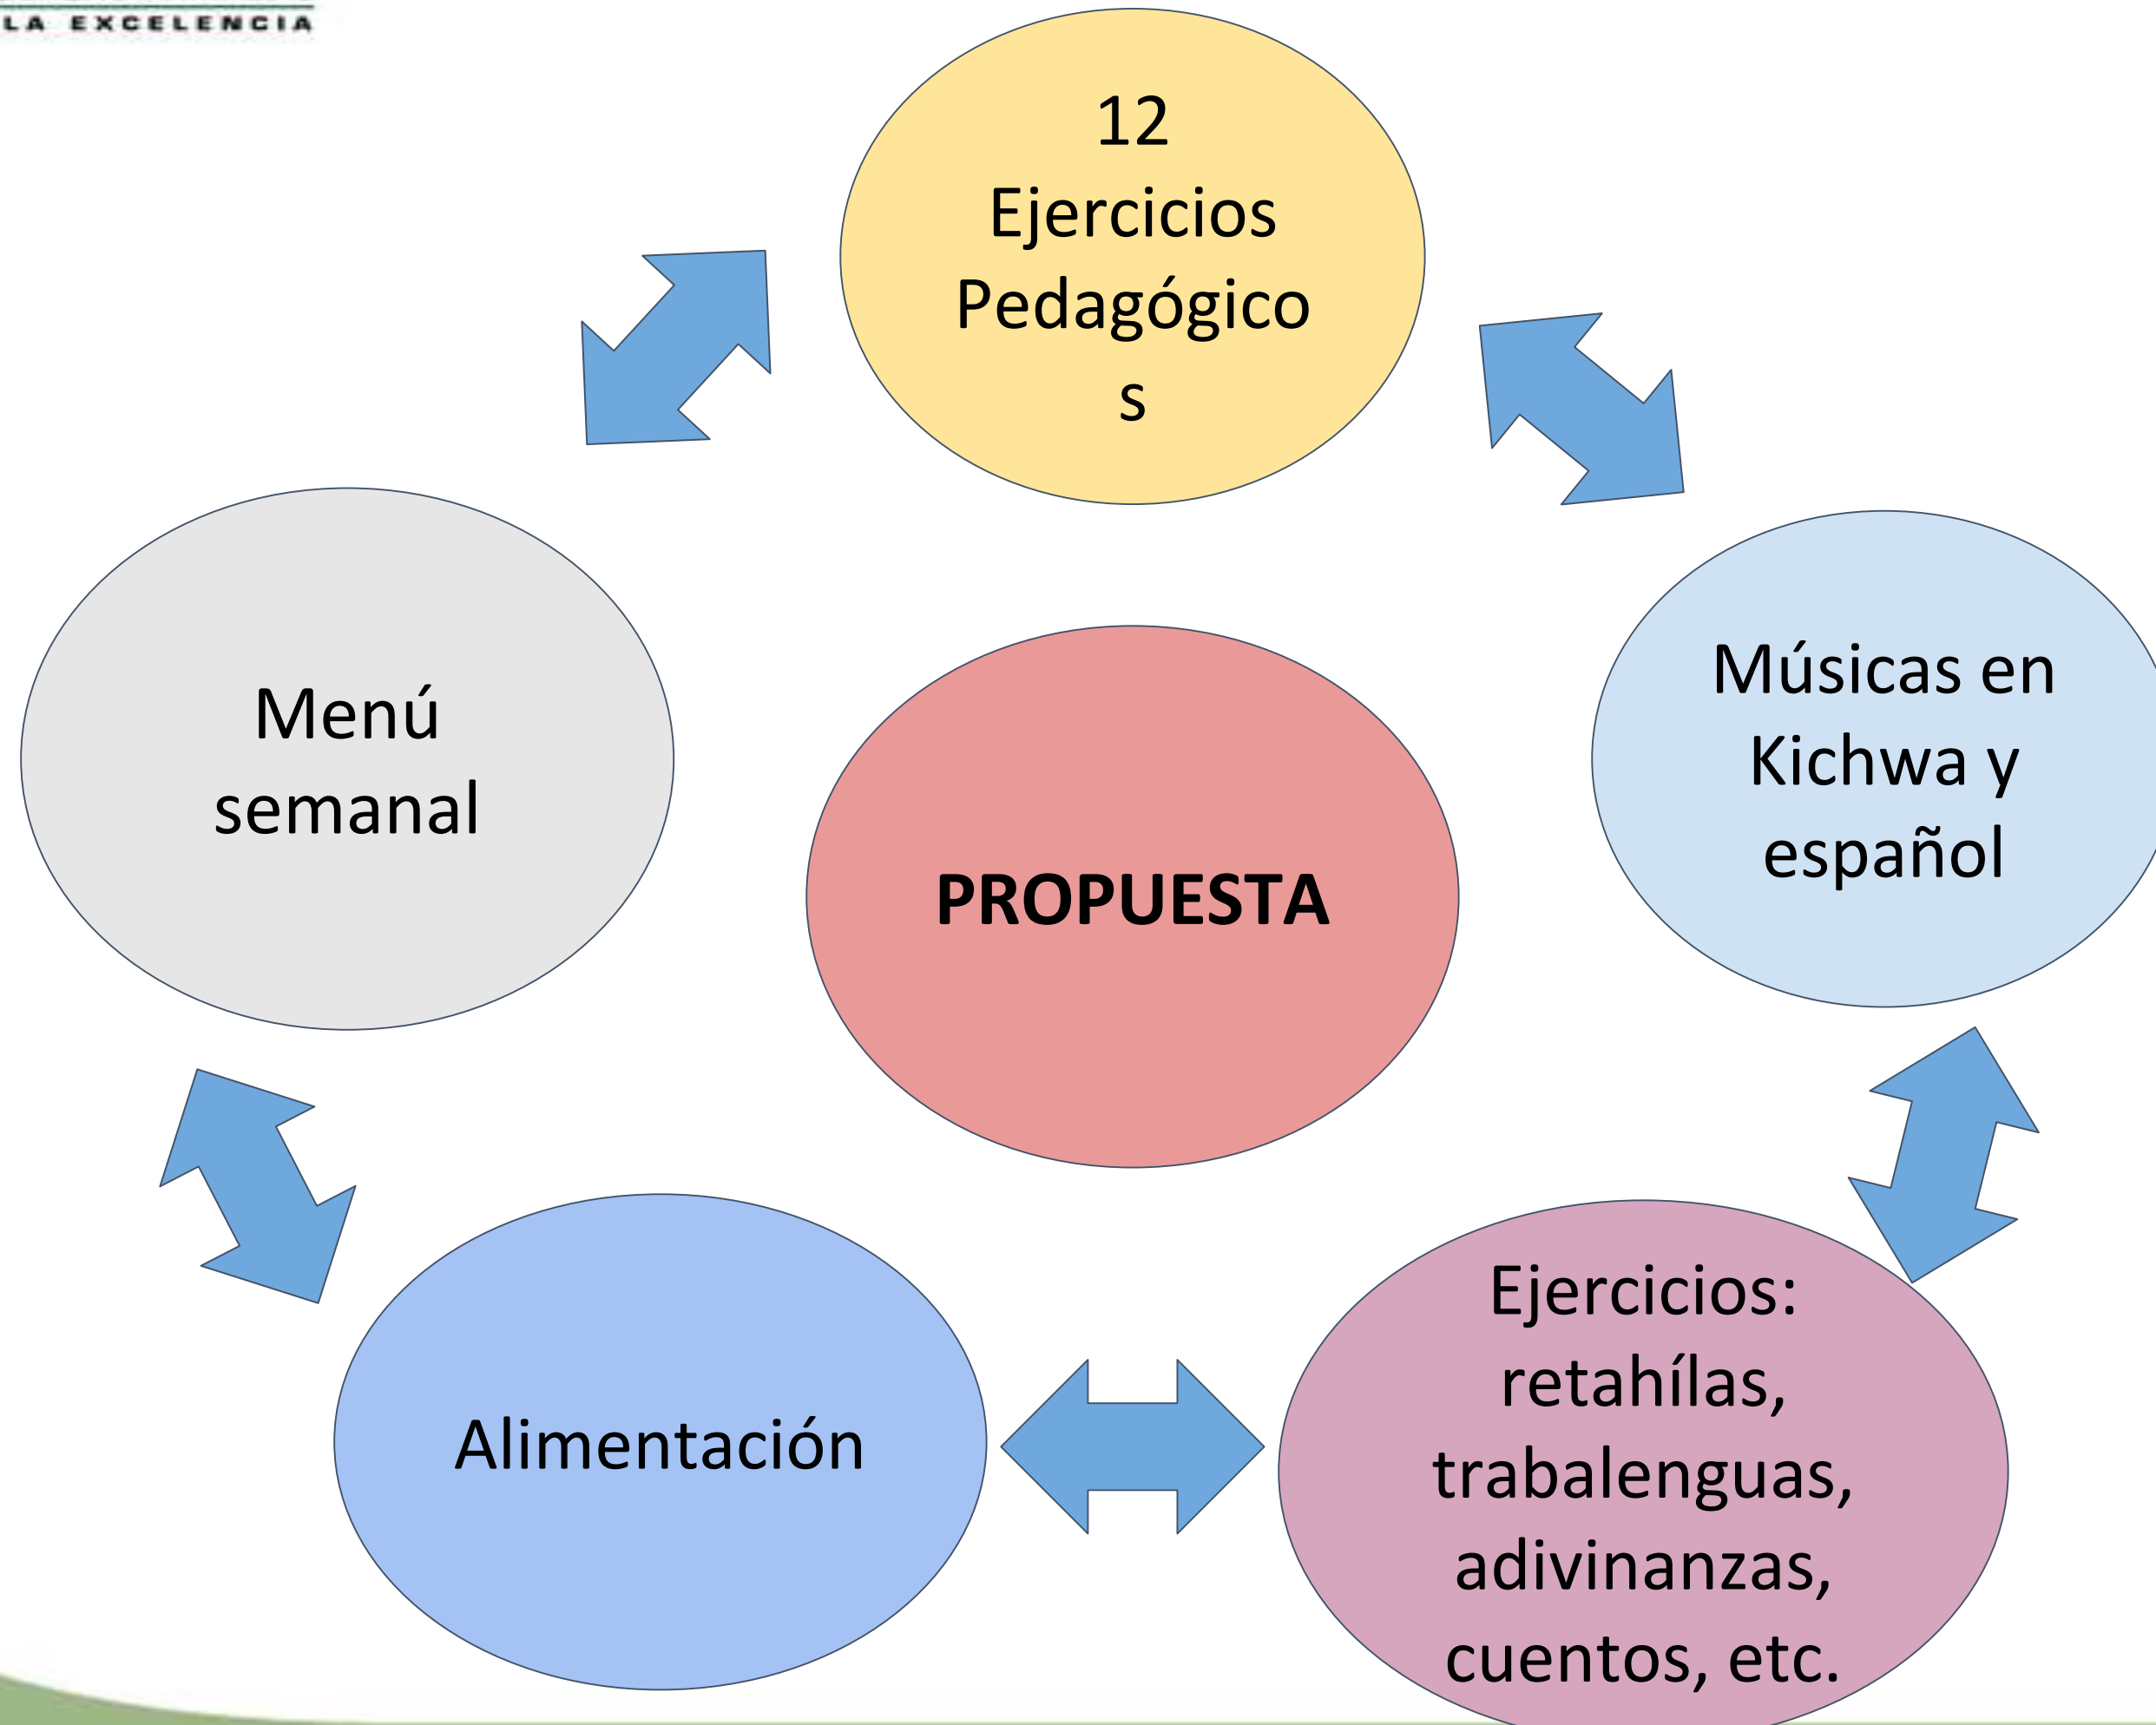 LA EXCELENCIA
12
Ejercicios
Pedagógico
s
Músicas en
Kichwa y
español
Menú
semanal
PROPUESTA
Ejercicios:
retahílas,
trabalenguas,
adivinanzas,
cuentos, etc.
Alimentación